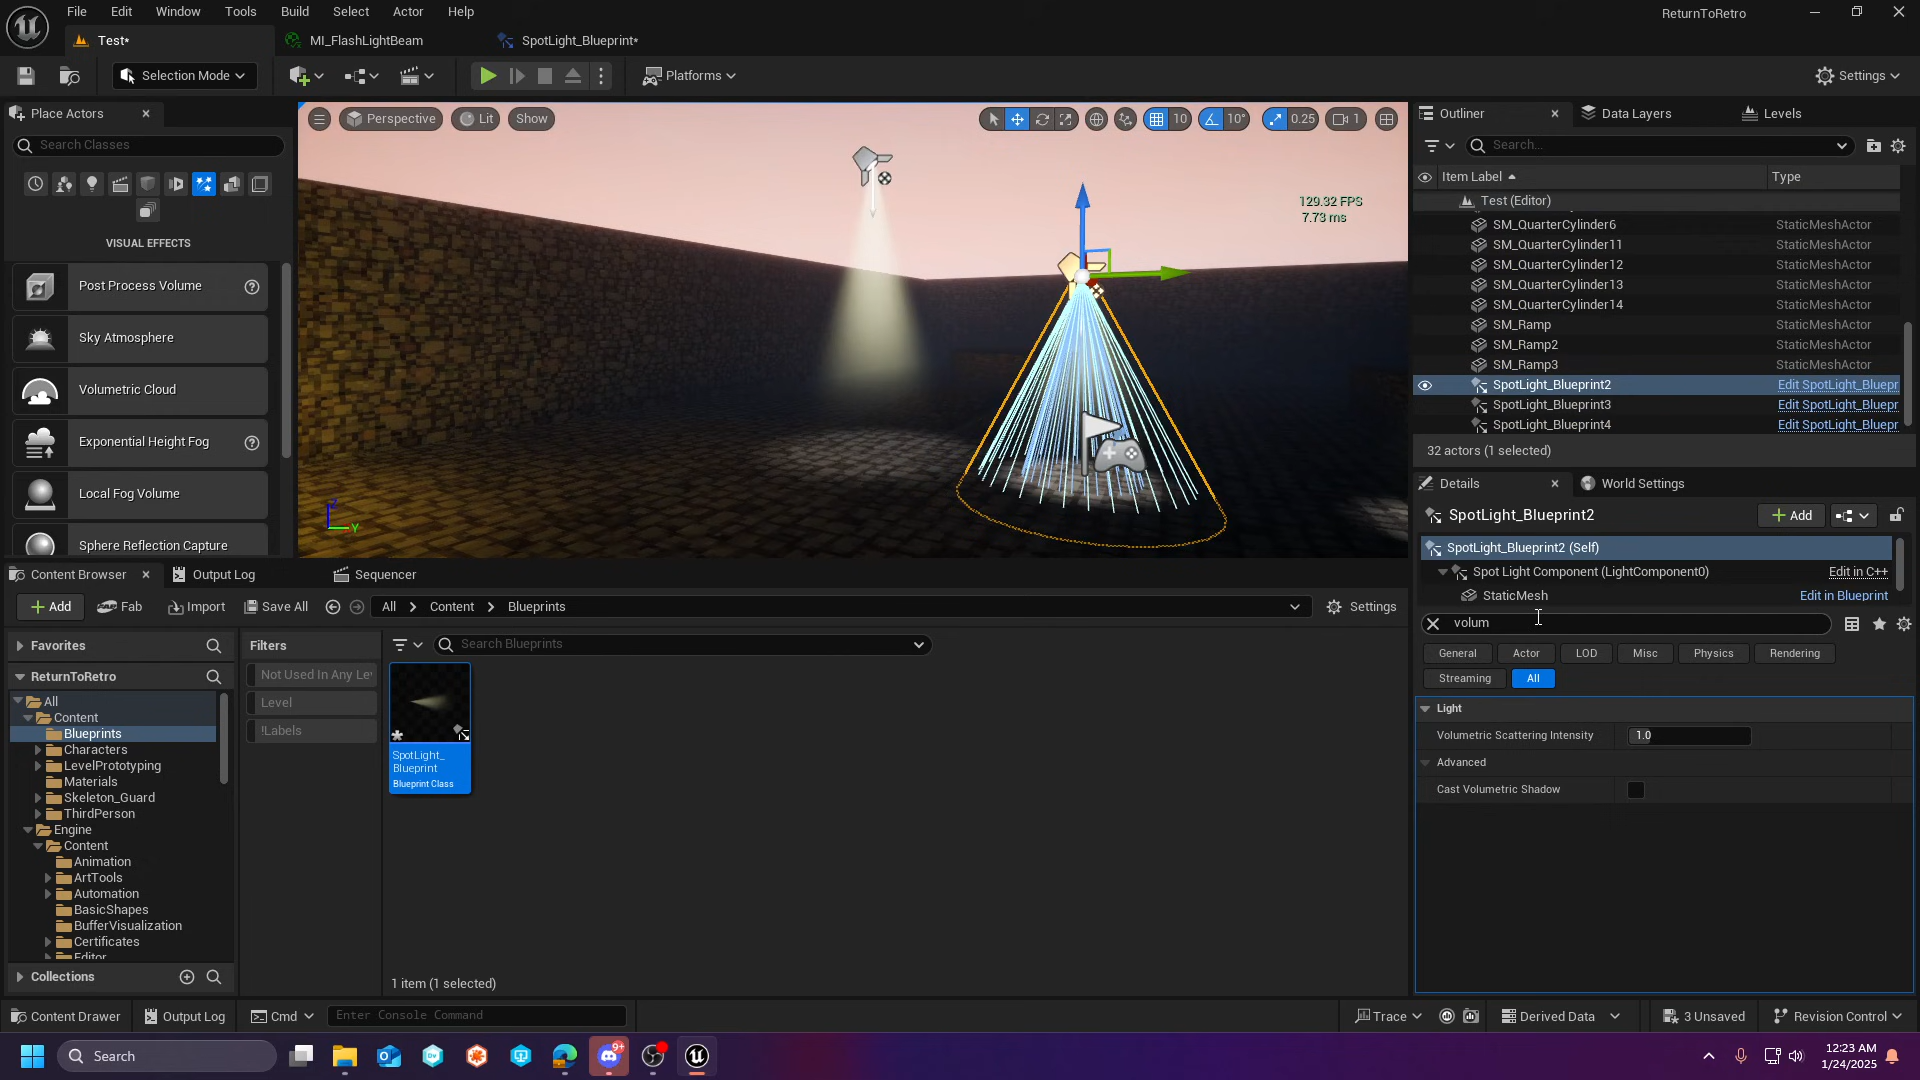 File Edit Window Tools Build Select Actor Help
ReturnToRetro
Test*
MI_FlashLightBeam
SpotLight_Blueprint*
Selection Mode
Platforms
Settings
Place Actors
Search Classes
VISUAL EFFECTS
Post Process Volume
Sky Atmosphere
Volumetric Cloud
Exponential Height Fog
Local Fog Volume
Sphere Reflection Capture
Perspective Lit Show
10 10° 0.25 1
129.32 FPS
7.73 ms
Z
Y
Outliner Data Layers Levels
Search...
Item Label Type
Test (Editor)
SM_QuarterCylinder6 StaticMeshActor
SM_QuarterCylinder11 StaticMeshActor
SM_QuarterCylinder12 StaticMeshActor
SM_QuarterCylinder13 StaticMeshActor
SM_QuarterCylinder14 StaticMeshActor
SM_Ramp StaticMeshActor
SM_Ramp2 StaticMeshActor
SM_Ramp3 StaticMeshActor
SpotLight_Blueprint2 Edit SpotLight_Bluepr
SpotLight_Blueprint3 Edit SpotLight_Bluepr
SpotLight_Blueprint4 Edit SpotLight_Bluepr
32 actors (1 selected)
Details World Settings
SpotLight_Blueprint2 Add
SpotLight_Blueprint2 (Self)
Spot Light Component (LightComponent0) Edit in C++
StaticMesh Edit in Blueprint
volum
General Actor LOD Misc Physics Rendering
Streaming All
Light
Volumetric Scattering Intensity 1.0
Advanced
Cast Volumetric Shadow
Content Browser Output Log Sequencer
Add Fab Import Save All All Content Blueprints Settings
Favorites
ReturnToRetro
All
Content
Blueprints
Characters
LevelPrototyping
Materials
Skeleton_Guard
ThirdPerson
Engine
Content
Animation
ArtTools
Automation
BasicShapes
BufferVisualization
Certificates
Editor
Collections
Filters
Not Used In Any Le
Level
!Labels
Search Blueprints
SpotLight_
Blueprint
Blueprint Class
1 item (1 selected)
Content Drawer Output Log Cmd Enter Console Command Trace Derived Data 3 Unsaved Revision Control
Search
9+
12:23 AM
1/24/2025